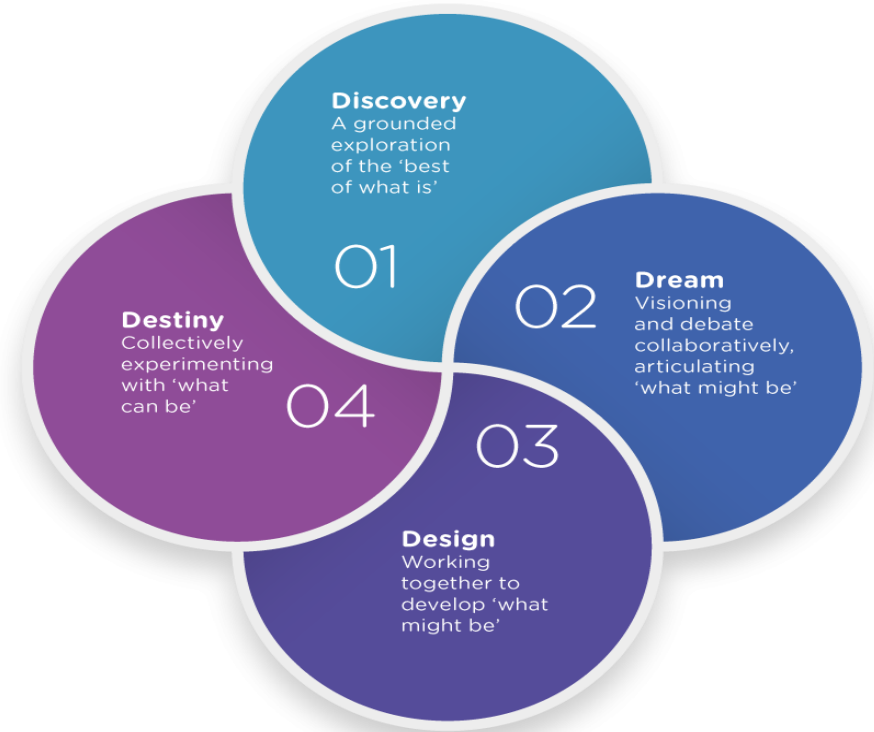 Discovery
A grounded
exploration
of the ‘best
of what is’
01
02
Dream
Visioning
and debate
collaboratively,
articulating
‘what might be’
03
Design
Working
together to
develop ‘what
might be’
Destiny
Collectively
experimenting
with ‘what
can be’
04